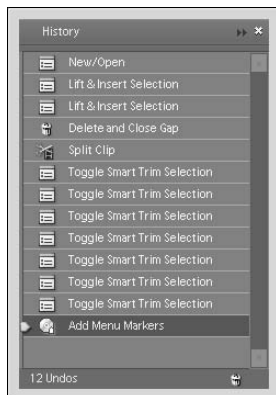 History
New/Open
Lift & Insert Selection
Lift & Insert Selection
Delete and Close Gap
Split Clip
Toggle Smart Trim Selection
Toggle Smart Trim Selection
Toggle Smart Trim Selection
Toggle Smart Trim Selection
Toggle Smart Trim Selection
Toggle Smart Trim Selection
Toggle Smart Trim Selection
Add Menu Markers
12 Undos